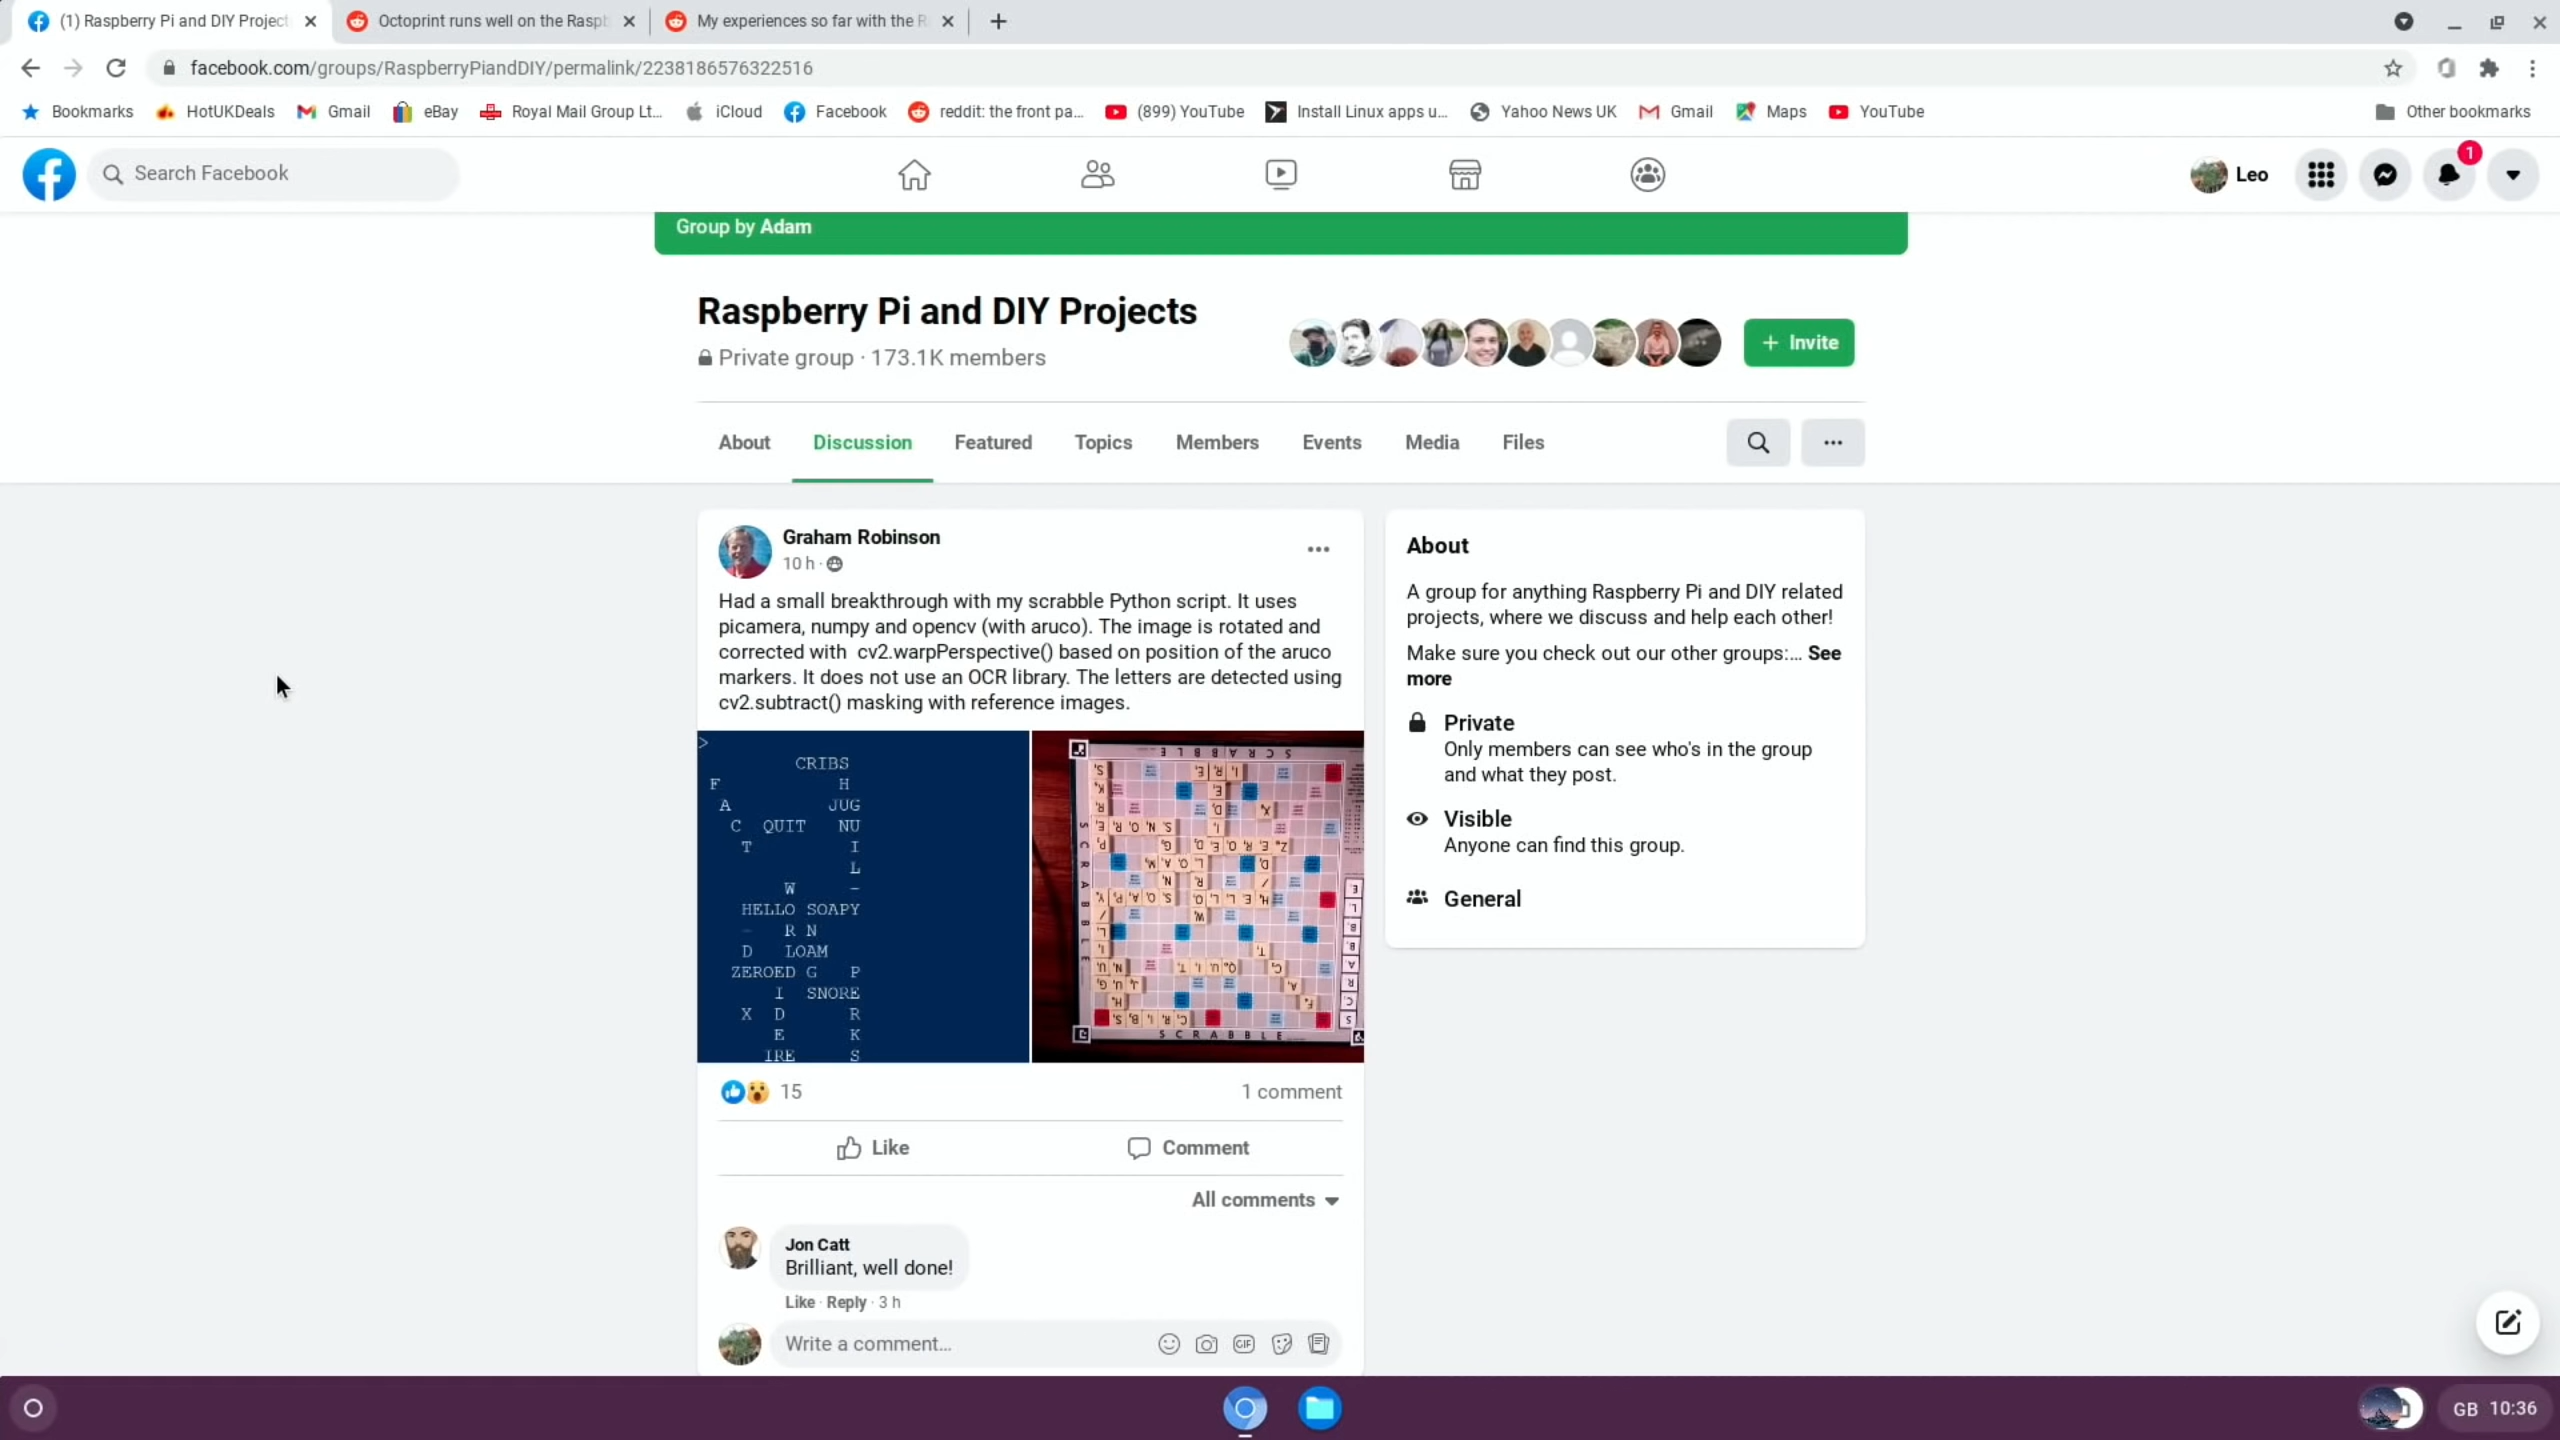 (1) Raspberry Pi and DIY Project
Octoprint runs well on the Raspb
My experiences so far with the R
facebook.com/groups/RaspberryPiandDIY/permalink/2238186576322516
Bookmarks
HotUKDeals
Gmail
eBay
Royal Mail Group Lt...
iCloud
Facebook
reddit: the front pa...
(899) YouTube
Install Linux apps u...
Yahoo News UK
Gmail
Maps
YouTube
Other bookmarks
Search Facebook
Leo
1
Group by Adam
Raspberry Pi and DIY Projects
Private group · 173.1K members
+ Invite
About
Discussion
Featured
Topics
Members
Events
Media
Files
Graham Robinson
10 h ·
Had a small breakthrough with my scrabble Python script. It uses
picamera, numpy and opencv (with aruco). The image is rotated and
corrected with cv2.warpPerspective() based on position of the aruco
markers. It does not use an OCR library. The letters are detected using
cv2.subtract() masking with reference images.
>
CRIBS
F H
A JUG
C QUIT NU
T I
L
W -
HELLO SOAPY
- R N
D LOAM
ZEROED G P
I SNORE
X D R
E K
IRE S
SCRABBLE
SCRABBLE
SCRABBLE
SCRABBLE
15
1 comment
Like
Comment
All comments
Jon Catt
Brilliant, well done!
Like · Reply · 3 h
Write a comment...
GIF
About
A group for anything Raspberry Pi and DIY related
projects, where we discuss and help each other!
Make sure you check out our other groups:... See
more
Private
Only members can see who's in the group
and what they post.
Visible
Anyone can find this group.
General
GB 10:36